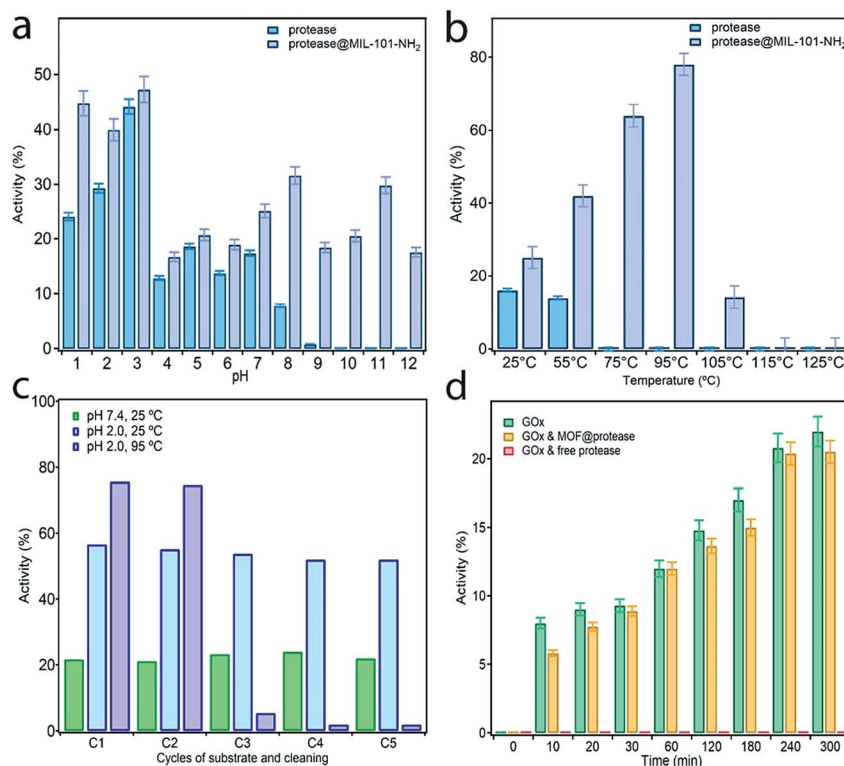 a
protease
protease@MIL-101-NH₂
Activity (%)
50
40
30
20
10
0
1 2 3 4 5 6 7 8 9 10 11 12
pH
b
protease
protease@MIL-101-NH₂
Activity (%)
80
60
40
20
0
25°C 55°C 75°C 95°C 105°C 115°C 125°C
Temperature (ºC)
c
pH 7.4, 25 ºC
pH 2.0, 25 ºC
pH 2.0, 95 ºC
Activity (%)
100
80
60
40
20
0
C1 C2 C3 C4 C5
Cycles of substrate and cleaning
d
GOx
GOx & MOF@protease
GOx & free protease
Activity (%)
20
15
10
5
0
0 10 20 30 60 120 180 240 300
Time (min)